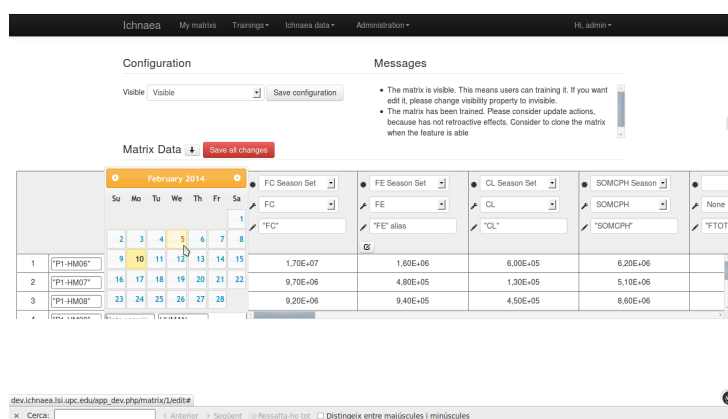 Ichnaea My matrixs Trainings Ichnaea data Administration Hi, admin
Configuration
Messages
Visible Visible Save configuration
The matrix is visible. This means users can training it. If you want
edit it, please change visibility property to invisible.
The matrix has been trained. Please consider update actions,
because has not retroactive effects. Consider to clone the matrix
when the feature is able
Matrix Data Save all changes
February 2014
Su Mo Tu We Th Fr Sa
1
2 3 4 5 6 7 8
9 10 11 12 13 14 15
16 17 18 19 20 21 22
23 24 25 26 27 28
FC Season Set FE Season Set CL Season Set SOMCPH Season
FC FE CL SOMCPH None
"FC" "FE" alias "CL" "SOMCPH" "FTOT
1 "P1-HM06" 1,70E+07 1,60E+06 6,00E+05 6,20E+06
2 "P1-HM07" 9,70E+06 4,80E+05 1,30E+05 5,10E+06
3 "P1-HM08" 9,20E+06 9,40E+05 4,50E+05 8,60E+06
dev.ichnaea.lsi.upc.edu/app_dev.php/matrix/1/edit#
× Cerca: < Anterior > Següent Ressalta-ho tot Distingeix entre majúscules i minúscules